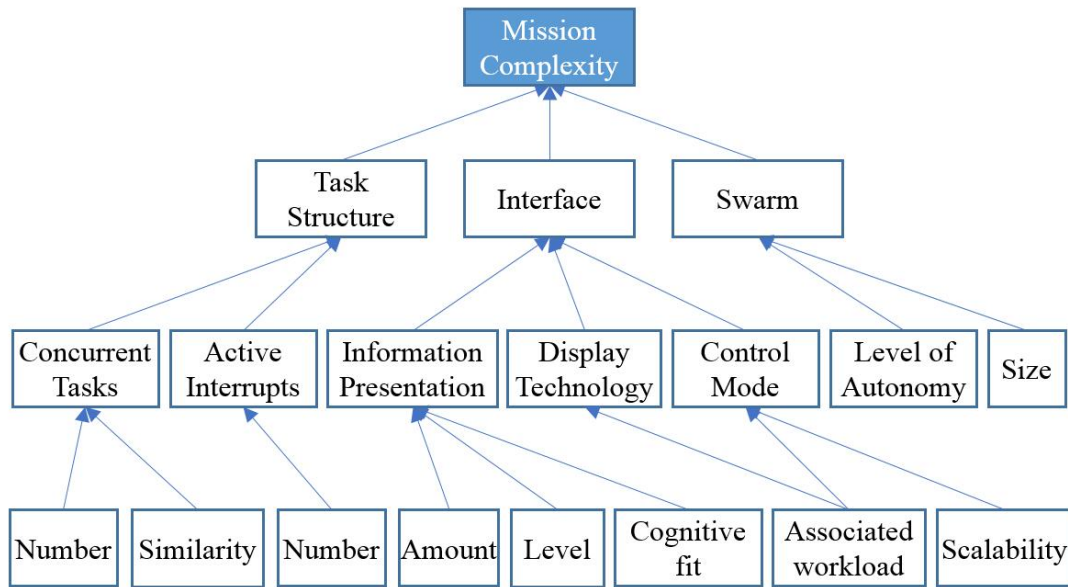 Mission
Complexity
Task
Structure
Interface
Swarm
Concurrent
Tasks
Active
Interrupts
Information
Presentation
Display
Technology
Control
Mode
Level of
Autonomy
Size
Number
Similarity
Number
Amount
Level
Cognitive
fit
Associated
workload
Scalability